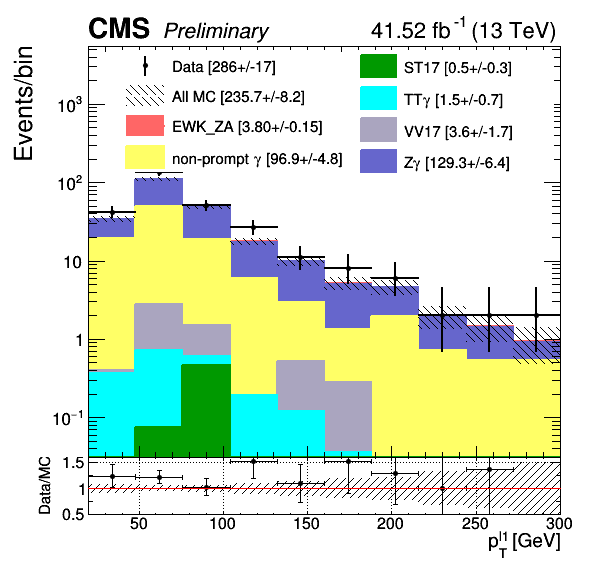 CMS Preliminary 41.52 fb⁻¹ (13 TeV)
Events/bin
Data [286+/-17]
All MC [235.7+/-8.2]
EWK_ZA [3.80+/-0.15]
non-prompt γ [96.9+/-4.8]
ST17 [0.5+/-0.3]
TTγ [1.5+/-0.7]
VV17 [3.6+/-1.7]
Zγ [129.3+/-6.4]
10³
10²
10
1
10⁻¹
Data/MC
1.5
1
0.5
50 100 150 200 250 300
p_T^l1 [GeV]